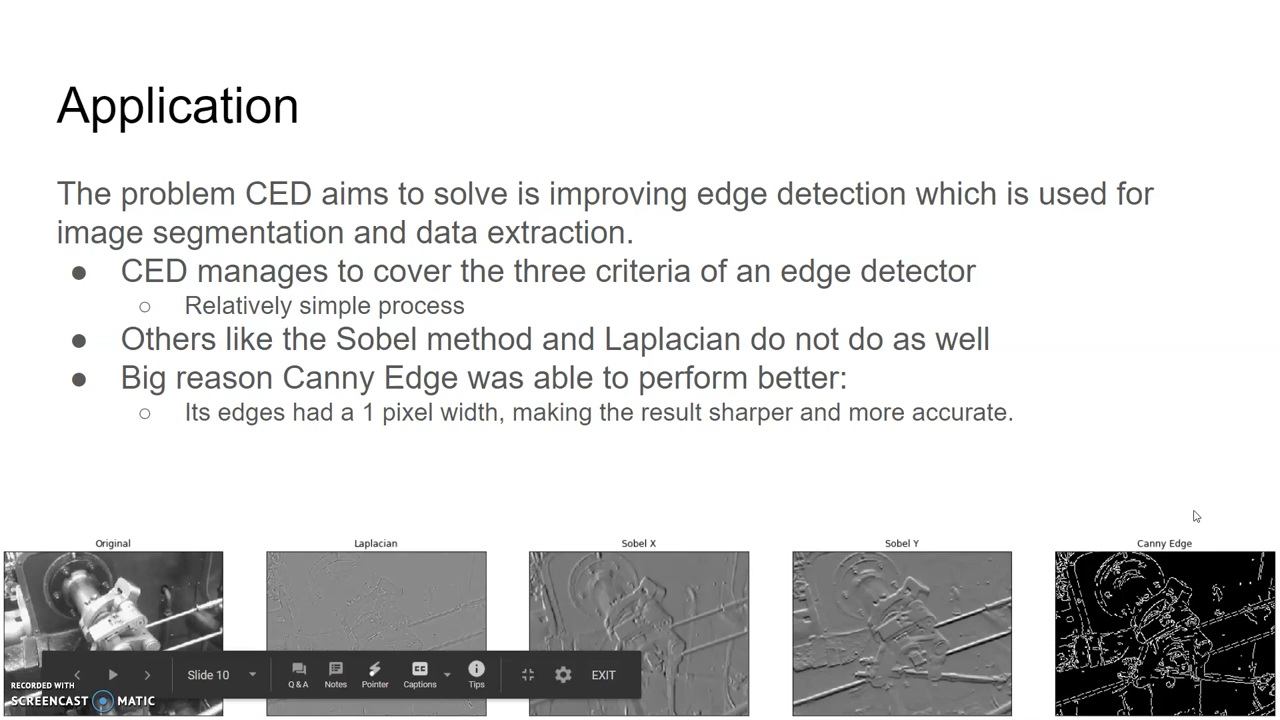 Application
The problem CED aims to solve is improving edge detection which is used for
image segmentation and data extraction.
● CED manages to cover the three criteria of an edge detector
○ Relatively simple process
● Others like the Sobel method and Laplacian do not do as well
● Big reason Canny Edge was able to perform better:
○ Its edges had a 1 pixel width, making the result sharper and more accurate.
Original Laplacian Sobel X Sobel Y Canny Edge
Slide 10 Q & A Notes Pointer CC Captions Tips EXIT
RECORDED WITH
SCREENCAST MATIC